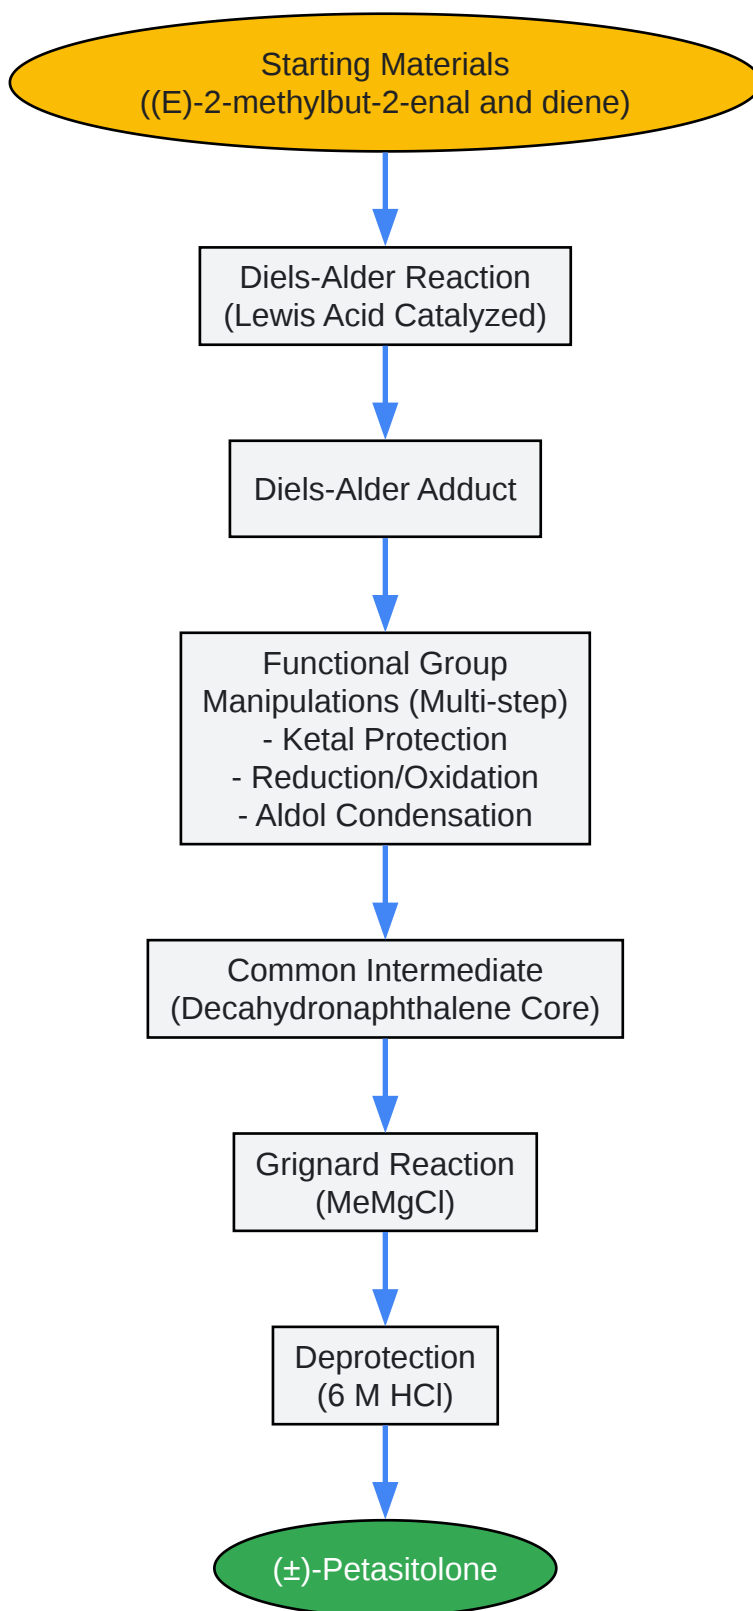 Starting Materials
((E)-2-methylbut-2-enal and diene)
Diels-Alder Reaction
(Lewis Acid Catalyzed)
Diels-Alder Adduct
Functional Group
Manipulations (Multi-step)
- Ketal Protection
- Reduction/Oxidation
- Aldol Condensation
Common Intermediate
(Decahydronaphthalene Core)
Grignard Reaction
(MeMgCl)
Deprotection
(6 M HCl)
(±)-Petasitolone